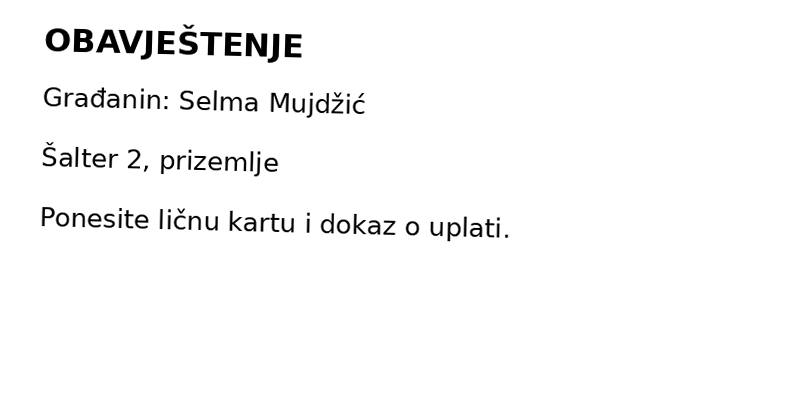 OBAVJEŠTENJE
Građanin: Selma Mujdžić
Šalter 2, prizemlje
Ponesite ličnu kartu i dokaz o uplati.